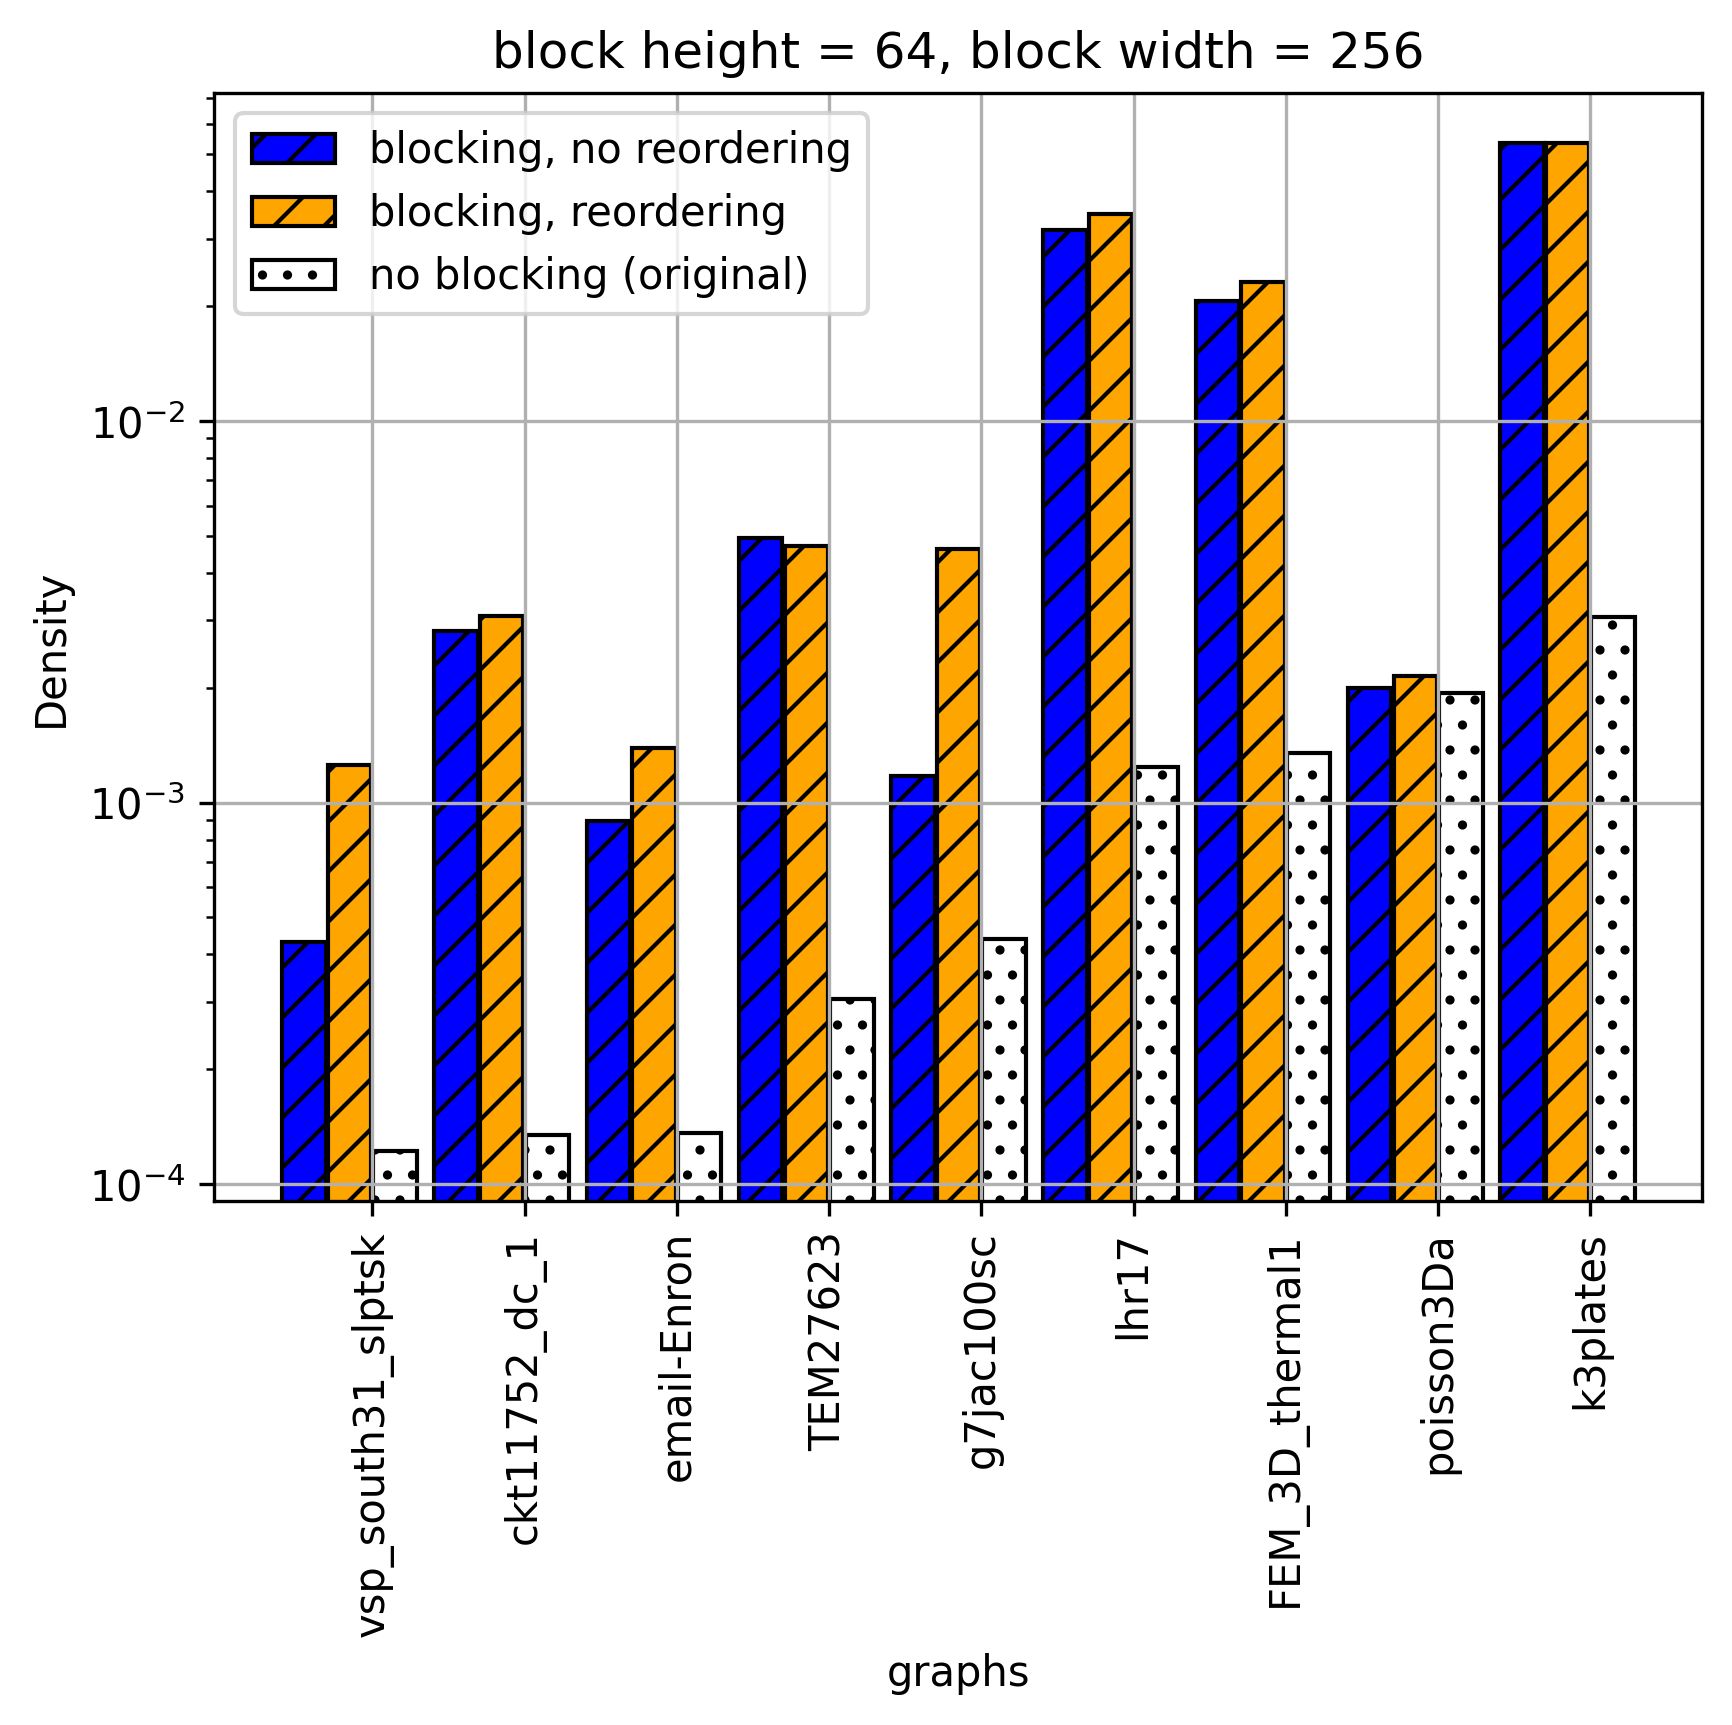 block height = 64, block width = 256
blocking, no reordering
blocking, reordering
no blocking (original)
Density
10⁻²
10⁻³
10⁻⁴
vsp_south31_slptsk
ckt11752_dc_1
email-Enron
TEM27623
g7jac100sc
lhr17
FEM_3D_thermal1
poisson3Da
k3plates
graphs